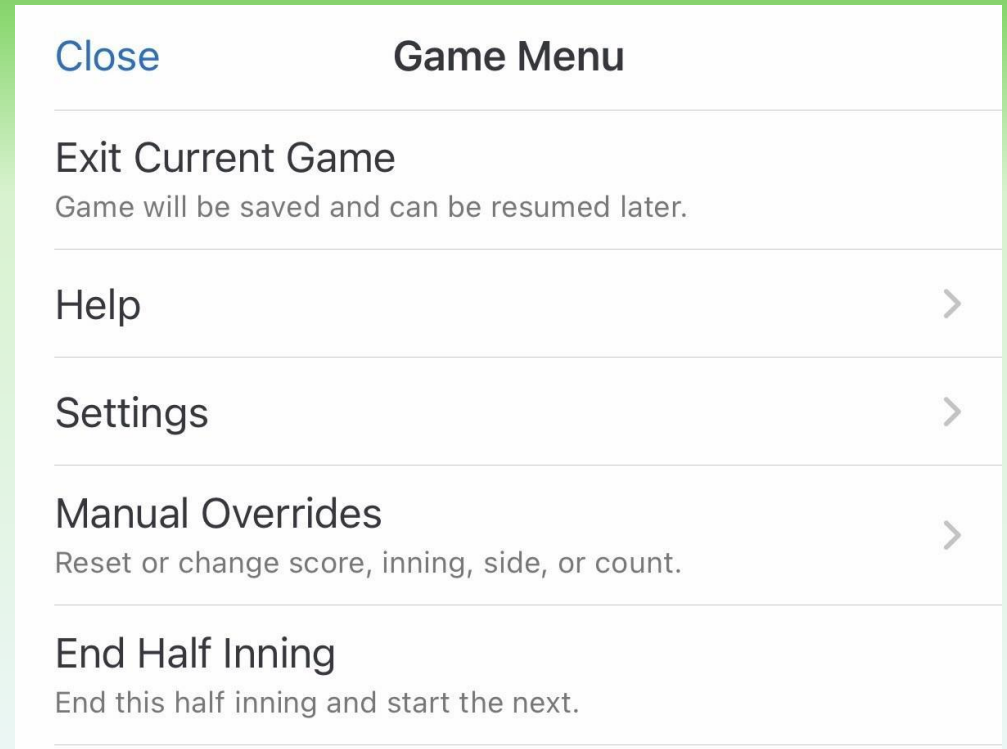 Close Game Menu
Exit Current Game
Game will be saved and can be resumed later.
Help
Settings
Manual Overrides
Reset or change score, inning, side, or count.
End Half Inning
End this half inning and start the next.